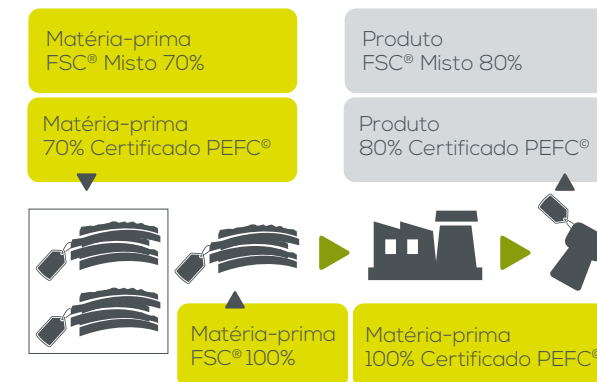 Matéria-prima
FSC® Misto 70%
Produto
FSC® Misto 80%
Matéria-prima
70% Certificado PEFC©
Produto
80% Certificado PEFC©
Matéria-prima
FSC® 100%
Matéria-prima
100% Certificado PEFC©